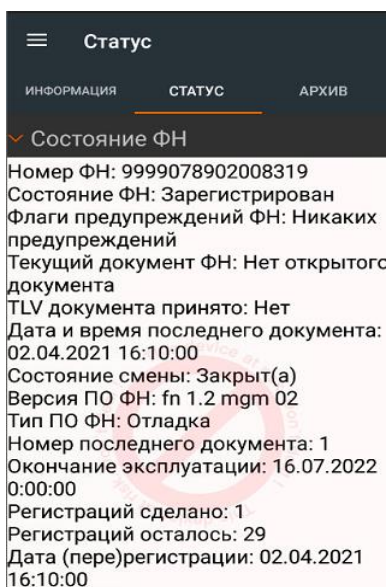 Статус
ИНФОРМАЦИЯ СТАТУС АРХИВ
Состояние ФН
Номер ФН: 9999078902008319
Состояние ФН: Зарегистрирован
Флаги предупреждений ФН: Никаких
предупреждений
Текущий документ ФН: Нет открытого
документа
TLV документа принято: Нет
Дата и время последнего документа:
02.04.2021 16:10:00
Состояние смены: Закрыт(а)
Версия ПО ФН: fn 1.2 mgm 02
Тип ПО ФН: Отладка
Номер последнего документа: 1
Окончание эксплуатации: 16.07.2022
0:00:00
Регистраций сделано: 1
Регистраций осталось: 29
Дата (пере)регистрации: 02.04.2021
16:10:00